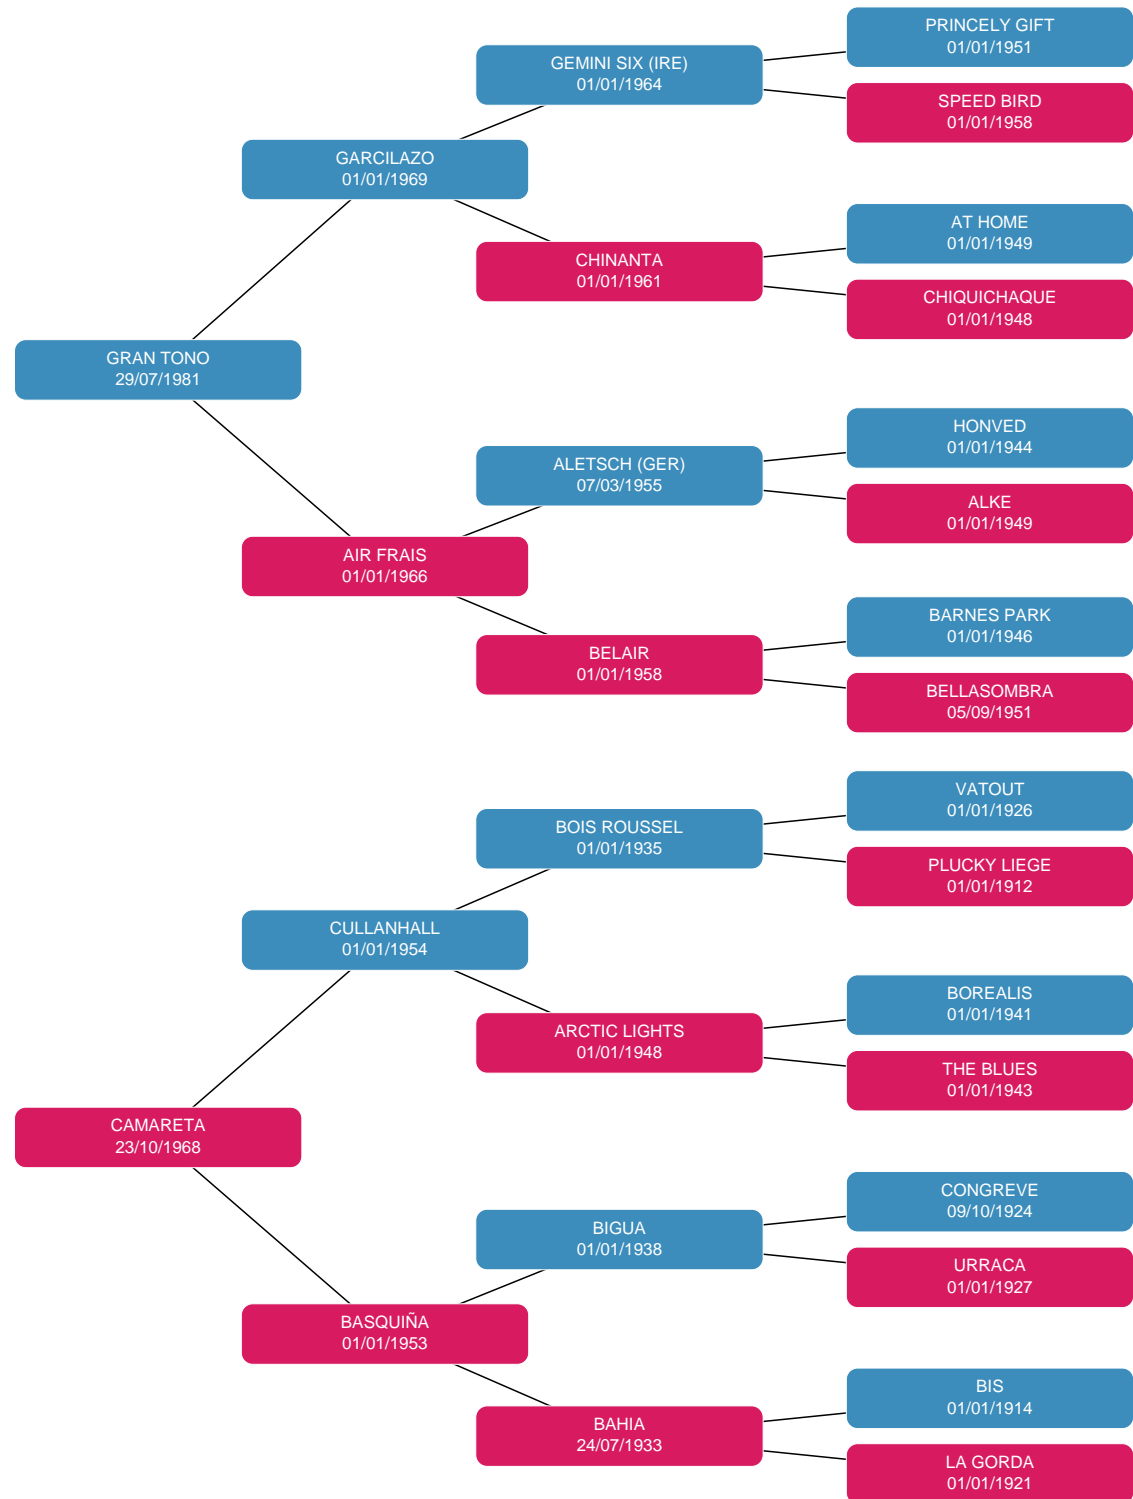 PRINCELY GIFT
01/01/1951
GEMINI SIX (IRE)
01/01/1964
SPEED BIRD
01/01/1958
GARCILAZO
01/01/1969
AT HOME
01/01/1949
CHINANTA
01/01/1961
CHIQUICHAQUE
01/01/1948
GRAN TONO
29/07/1981
HONVED
01/01/1944
ALETSCH (GER)
07/03/1955
ALKE
01/01/1949
AIR FRAIS
01/01/1966
BARNES PARK
01/01/1946
BELAIR
01/01/1958
BELLASOMBRA
05/09/1951
VATOUT
01/01/1926
BOIS ROUSSEL
01/01/1935
PLUCKY LIEGE
01/01/1912
CULLANHALL
01/01/1954
BOREALIS
01/01/1941
ARCTIC LIGHTS
01/01/1948
THE BLUES
01/01/1943
CAMARETA
23/10/1968
CONGREVE
09/10/1924
BIGUA
01/01/1938
URRACA
01/01/1927
BASQUIÑA
01/01/1953
BIS
01/01/1914
BAHIA
24/07/1933
LA GORDA
01/01/1921